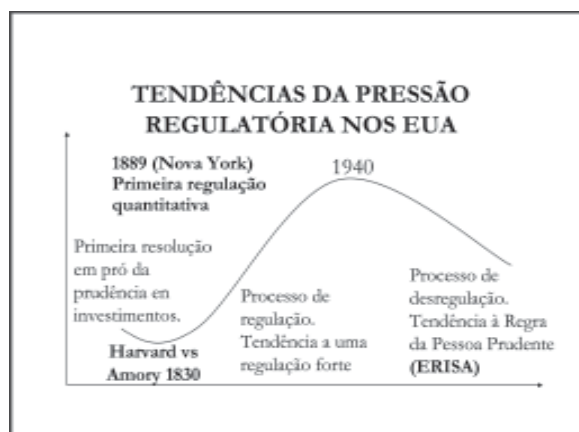 TENDÊNCIAS DA PRESSÃO
REGULATÓRIA NOS EUA
1889 (Nova York)
Primeira regulação
quantitativa
1940
Primeira resolução
em pró da
prudência en
investimentos.
Harvard vs
Amory 1830
Processo de
regulação.
Tendência a uma
regulação forte
Processo de
desregulação.
Tendência à Regra
da Pessoa Prudente
(ERISA)